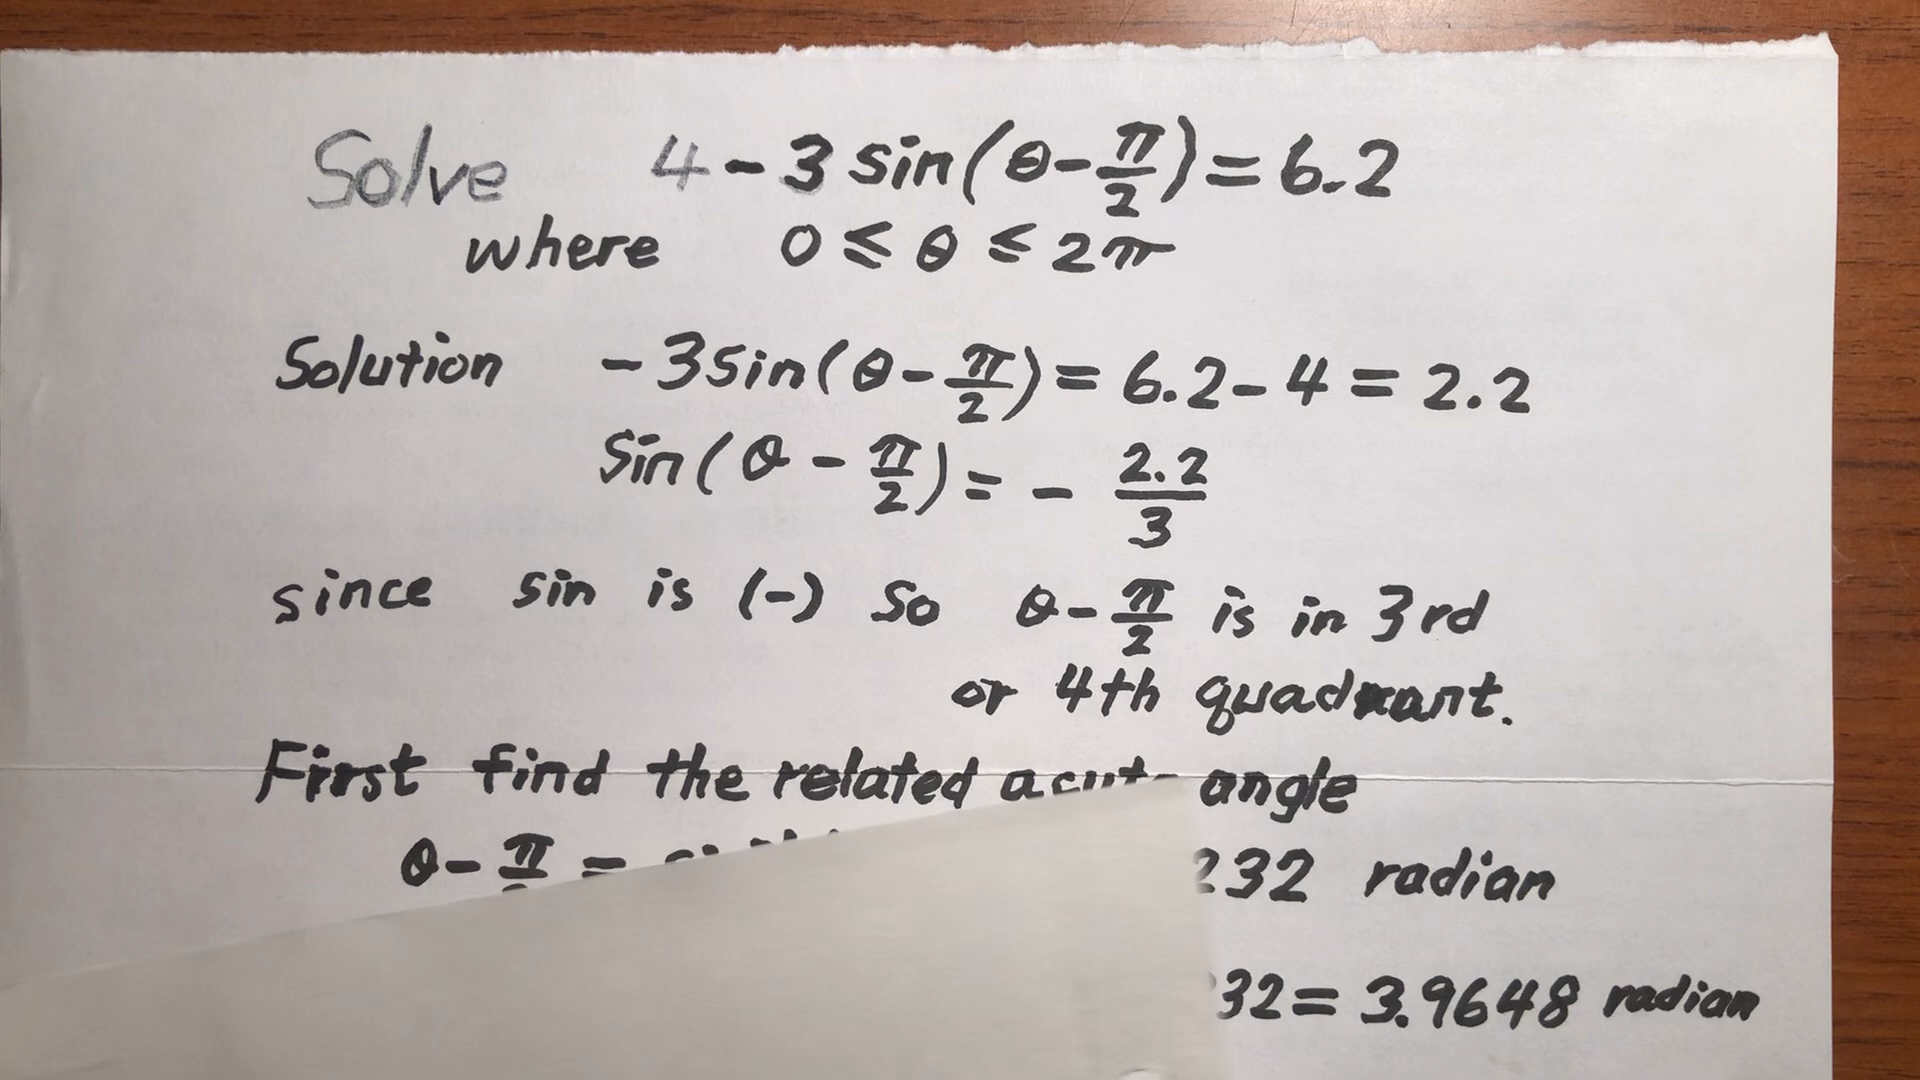 Solve 4 - 3 sin(θ - π/2) = 6.2
where 0 ≤ θ ≤ 2π
Solution - 3 sin(θ - π/2) = 6.2 - 4 = 2.2
Sin(θ - π/2) = - 2.2/3
since sin is (-) so θ - π/2 is in 3rd
or 4th quadrant.
First find the related angle
θ - = 232 radian
32 = 3.9648 radian